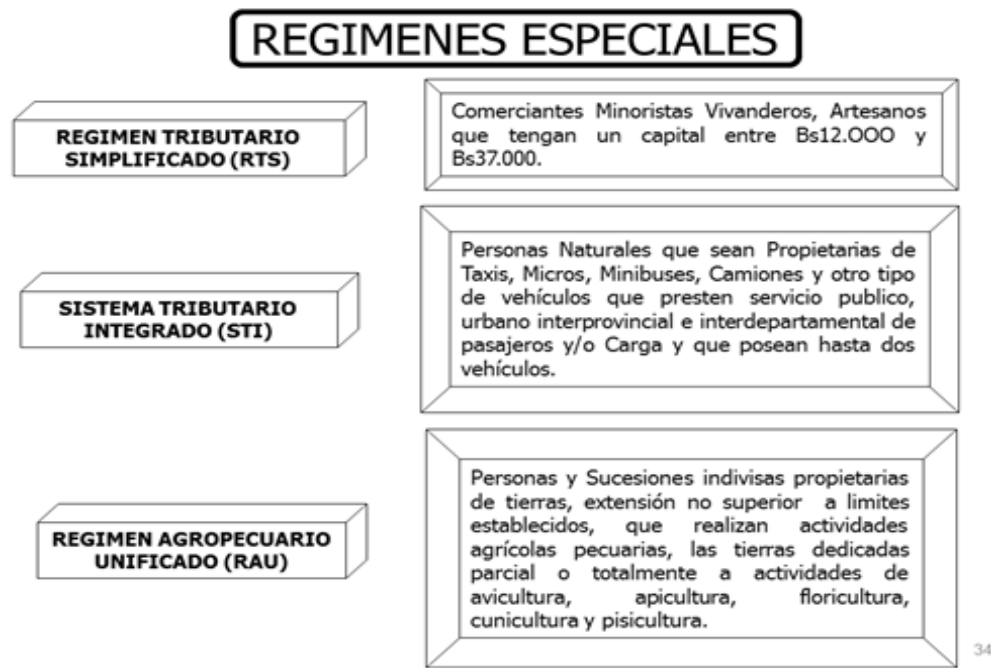 REGIMENES ESPECIALES
REGIMEN TRIBUTARIO
SIMPLIFICADO (RTS)
Comerciantes Minoristas Vivanderos, Artesanos
que tengan un capital entre Bs12.OOO y
Bs37.000.
SISTEMA TRIBUTARIO
INTEGRADO (STI)
Personas Naturales que sean Propietarias de
Taxis, Micros, Minibuses, Camiones y otro tipo
de vehículos que presten servicio publico,
urbano interprovincial e interdepartamental de
pasajeros y/o Carga y que posean hasta dos
vehículos.
REGIMEN AGROPECUARIO
UNIFICADO (RAU)
Personas y Sucesiones indivisas propietarias
de tierras, extensión no superior a limites
establecidos, que realizan actividades
agrícolas pecuarias, las tierras dedicadas
parcial o totalmente a actividades de
avicultura, apicultura, floricultura,
cunicultura y pisicultura.
34